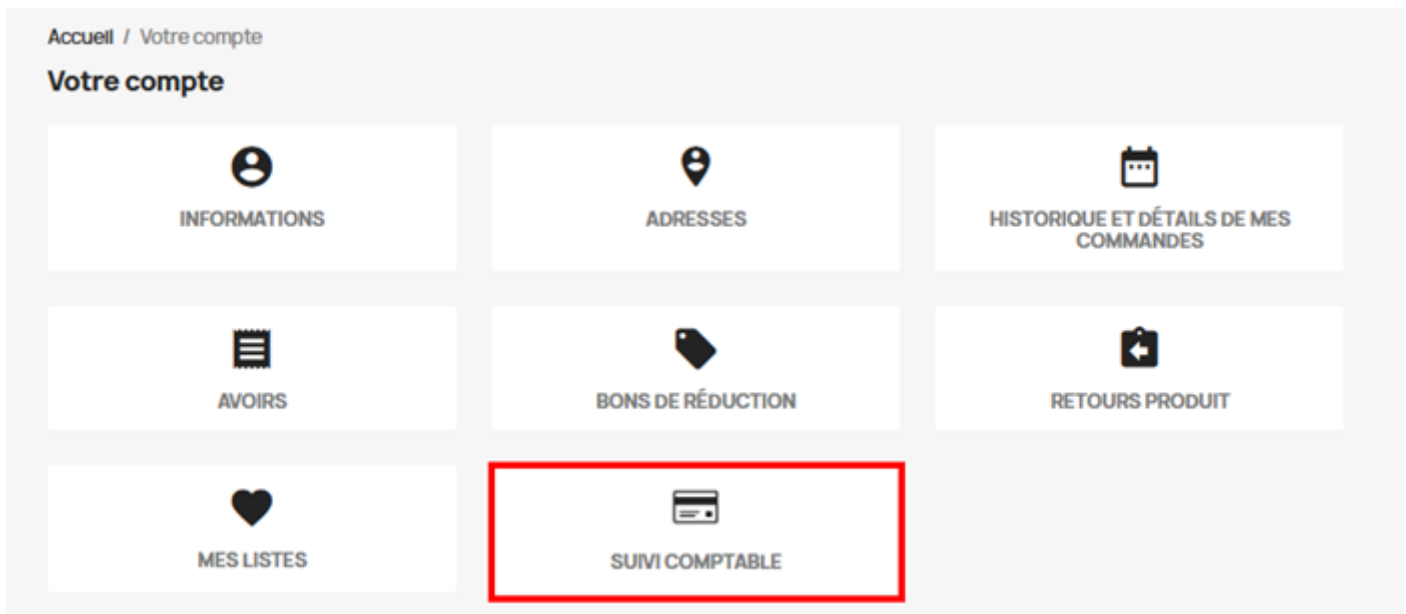 Accueil / Votre compte
Votre compte
INFORMATIONS
ADRESSES
HISTORIQUE ET DÉTAILS DE MES
COMMANDES
AVOIRS
BONS DE RÉDUCTION
RETOURS PRODUIT
MES LISTES
SUIVI COMPTABLE